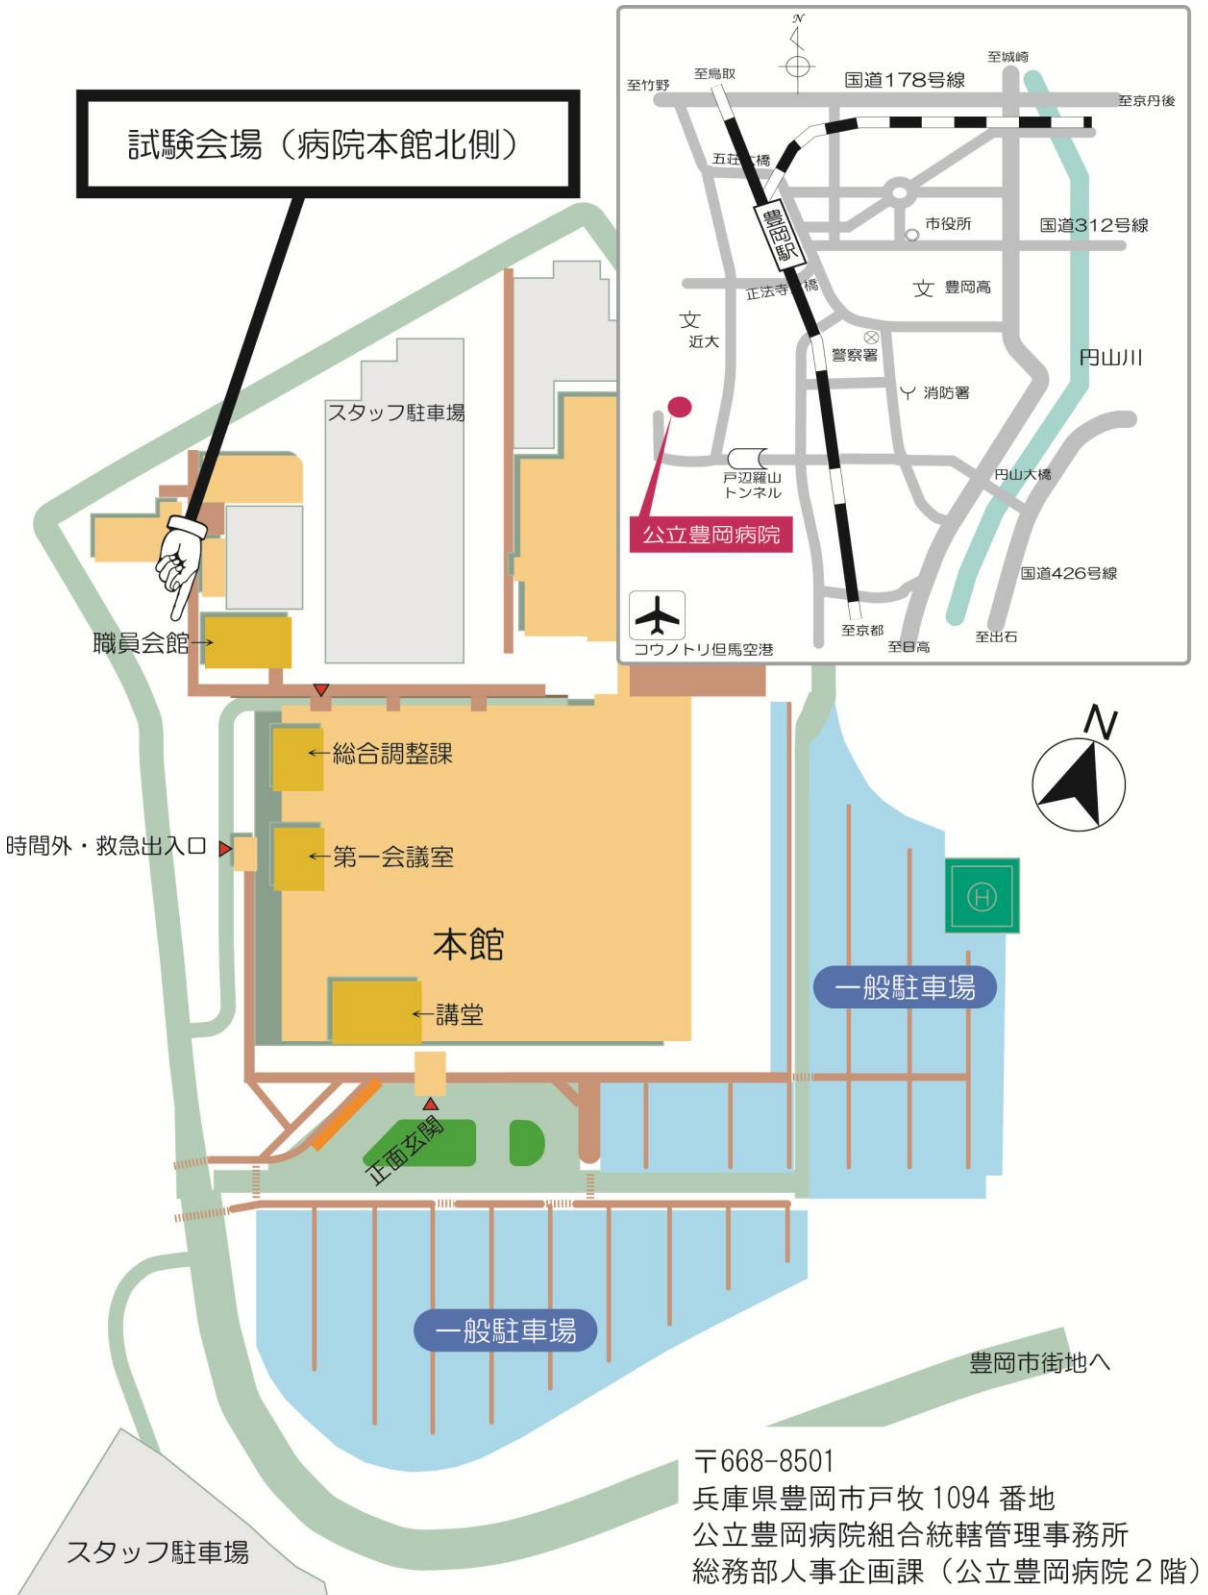 試験会場（病院本館北側）
N
至鳥取
至竹野
国道178号線
至城崎
至京丹後
五荘大橋
豊岡駅
市役所
国道312号線
正法寺大橋
文 豊岡高
文
近大
警察署
円山川
消防署
戸辺羅山
トンネル
円山大橋
公立豊岡病院
国道426号線
コウノトリ但馬空港
至京都
至日高
至出石
スタッフ駐車場
職員会館→
N
←総合調整課
時間外・救急出入口
←第一会議室
H
本館
一般駐車場
←講堂
正面玄関
一般駐車場
豊岡市街地へ
スタッフ駐車場
〒668-8501
兵庫県豊岡市戸牧 1094 番地
公立豊岡病院組合統轄管理事務所
総務部人事企画課（公立豊岡病院２階）